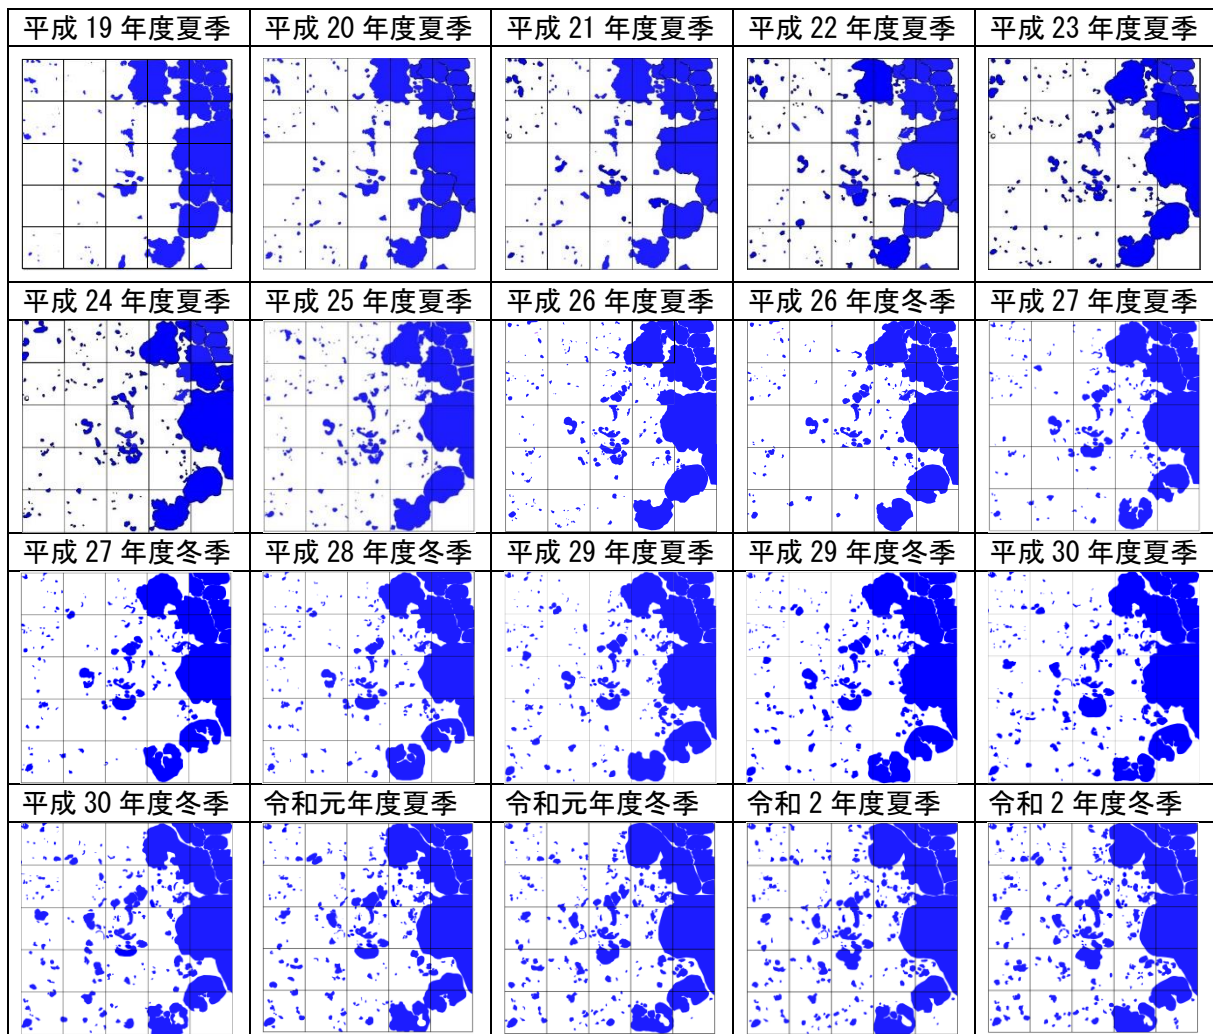 平成 19 年度夏季 平成 20 年度夏季 平成 21 年度夏季 平成 22 年度夏季 平成 23 年度夏季
平成 24 年度夏季 平成 25 年度夏季 平成 26 年度夏季 平成 26 年度冬季 平成 27 年度夏季
平成 27 年度冬季 平成 28 年度冬季 平成 29 年度夏季 平成 29 年度冬季 平成 30 年度夏季
平成 30 年度冬季 令和元年度夏季 令和元年度冬季 令和 2 年度夏季 令和 2 年度冬季